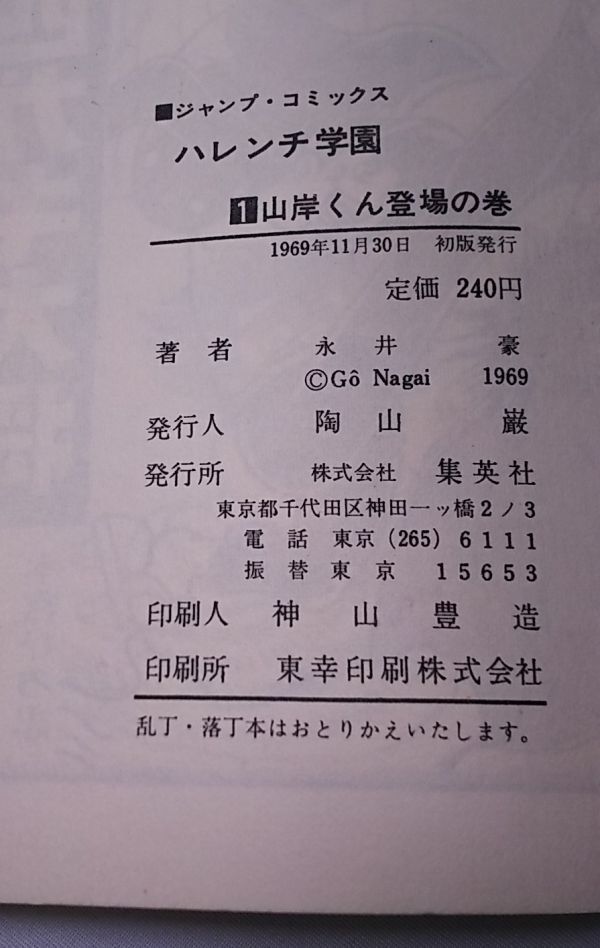 ■ジャンプ・コミックス
ハレンチ学園
1山岸くん登場の巻
1969年11月30日 初版発行
定価 240円
著者 永井豪
©Gô Nagai 1969
発行人 陶山巌
発行所 株式会社 集英社
東京都千代田区神田一ッ橋2ノ3
電話 東京(265)6111
振替 東京 15653
印刷人 神山豊造
印刷所 東幸印刷株式会社
乱丁・落丁本はおとりかえいたします。